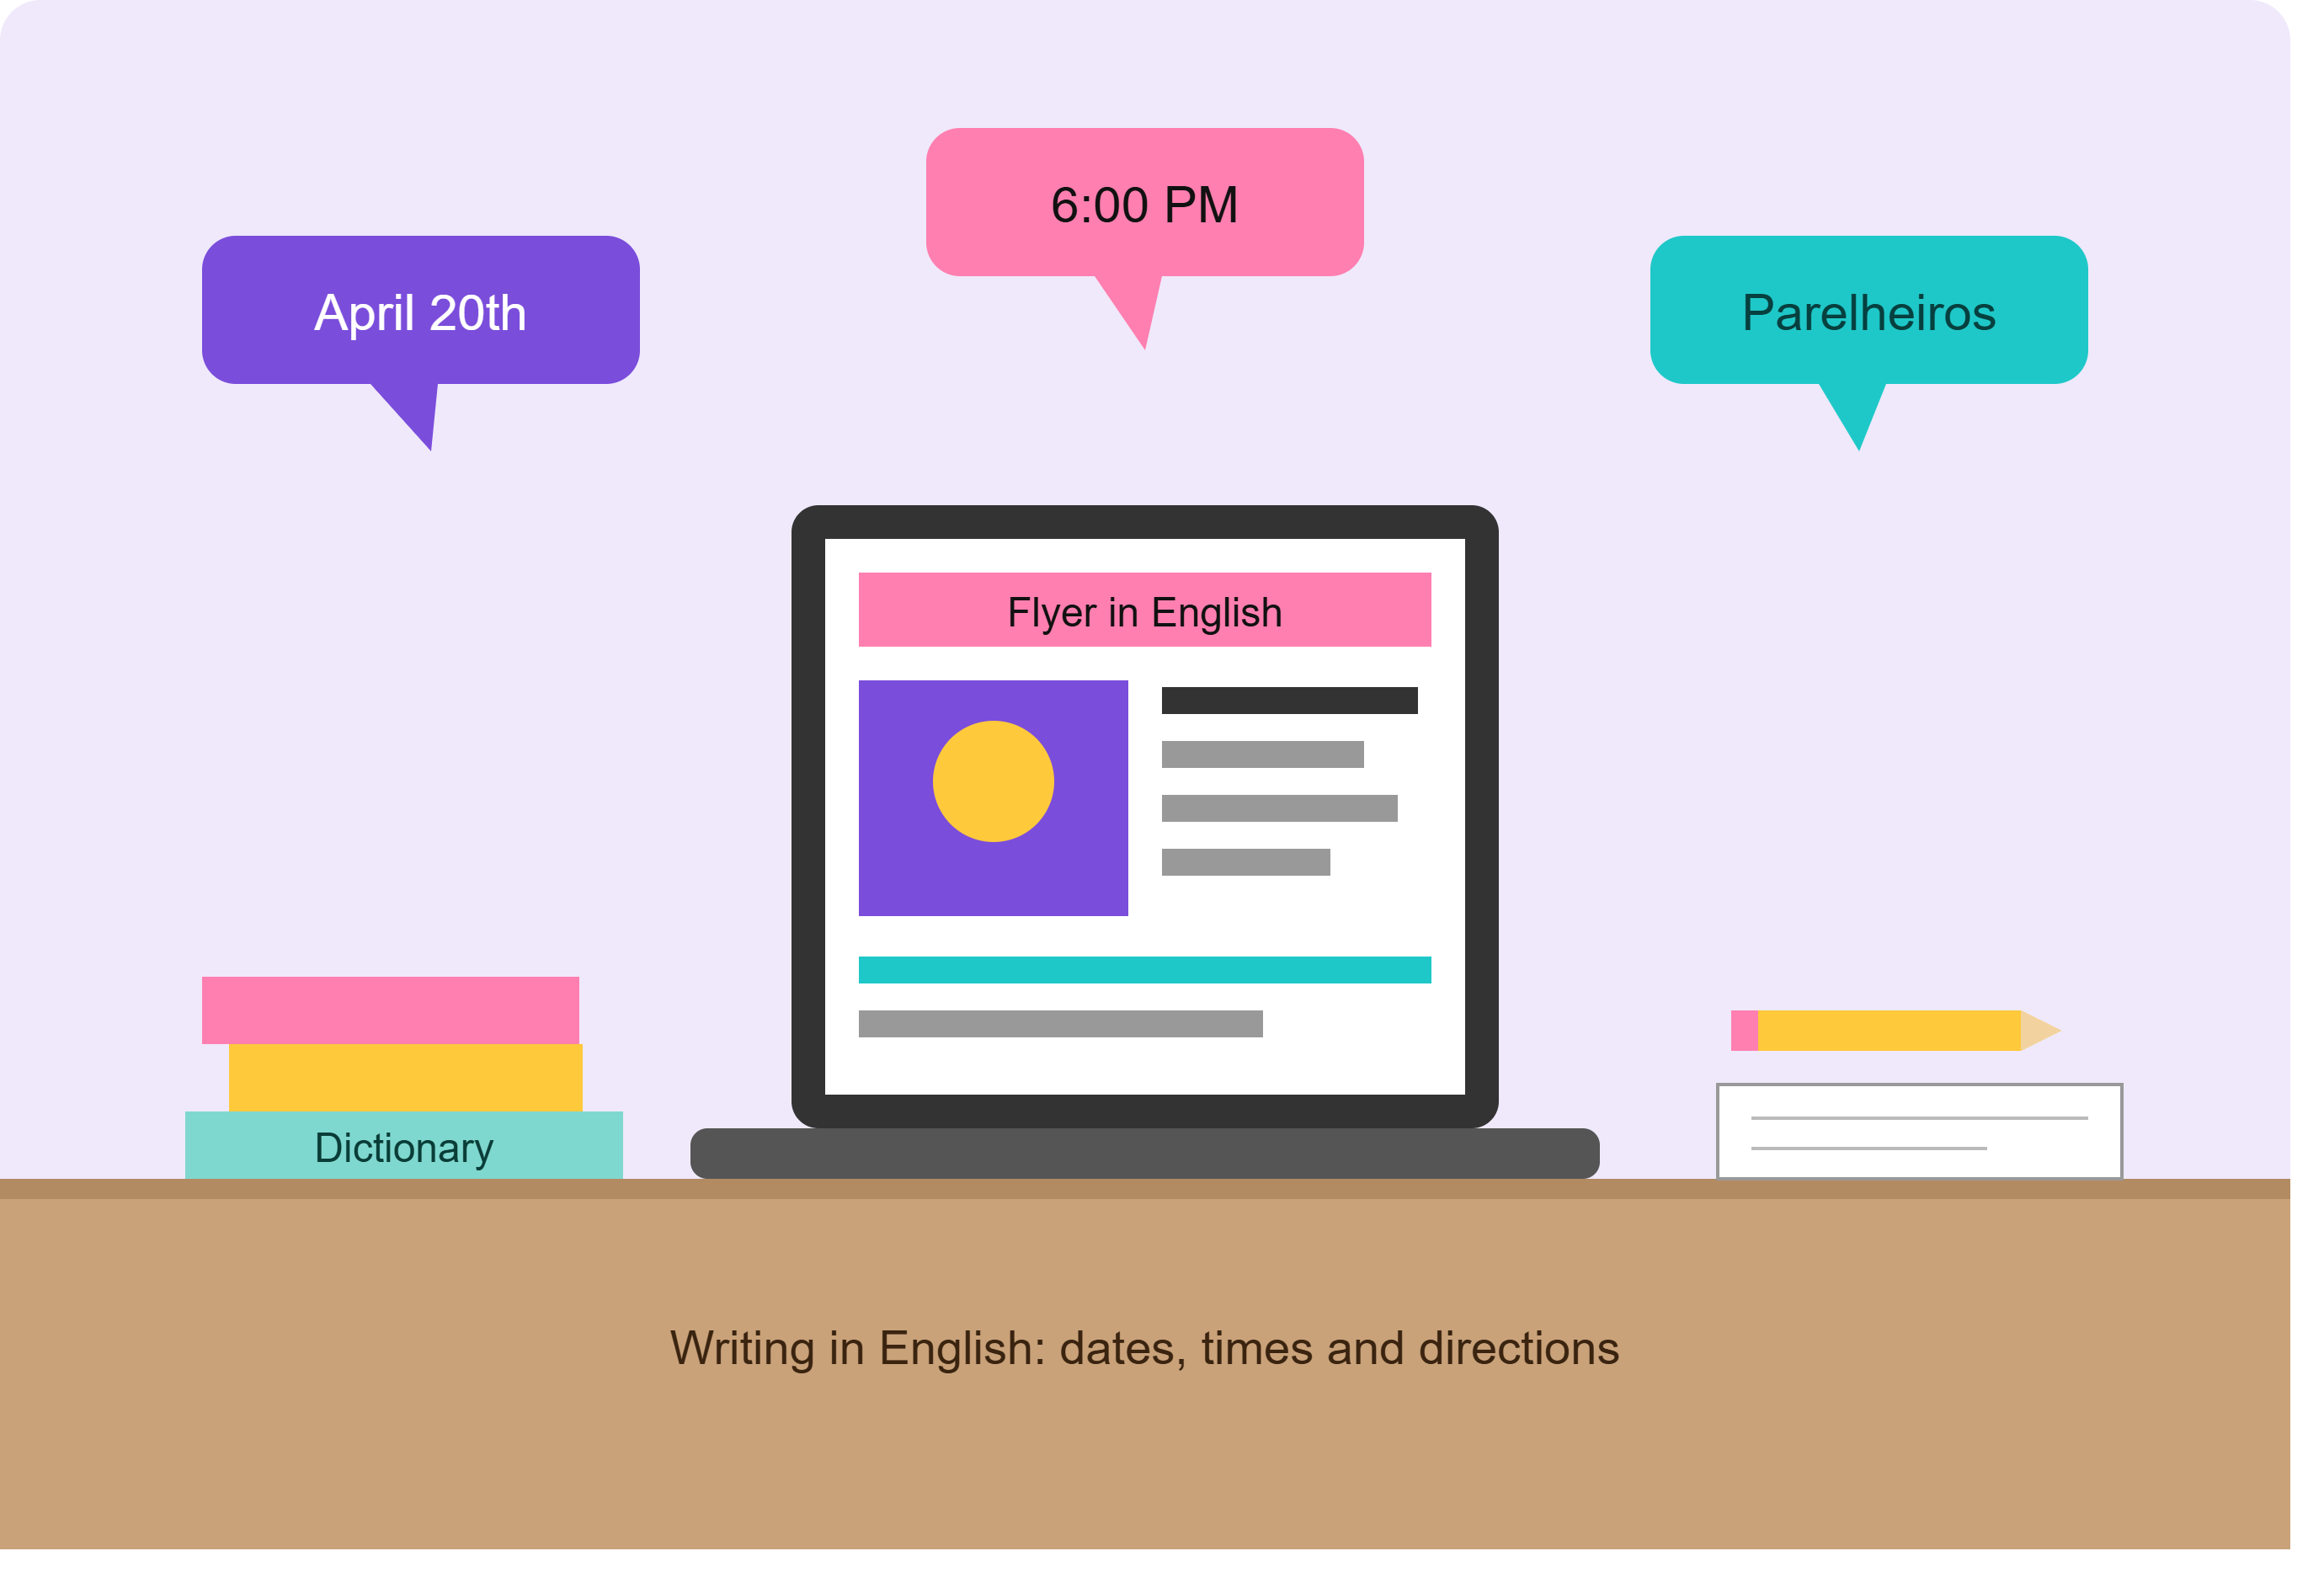 6:00 PM
April 20th
Parelheiros
Flyer in English
Dictionary
Writing in English: dates, times and directions